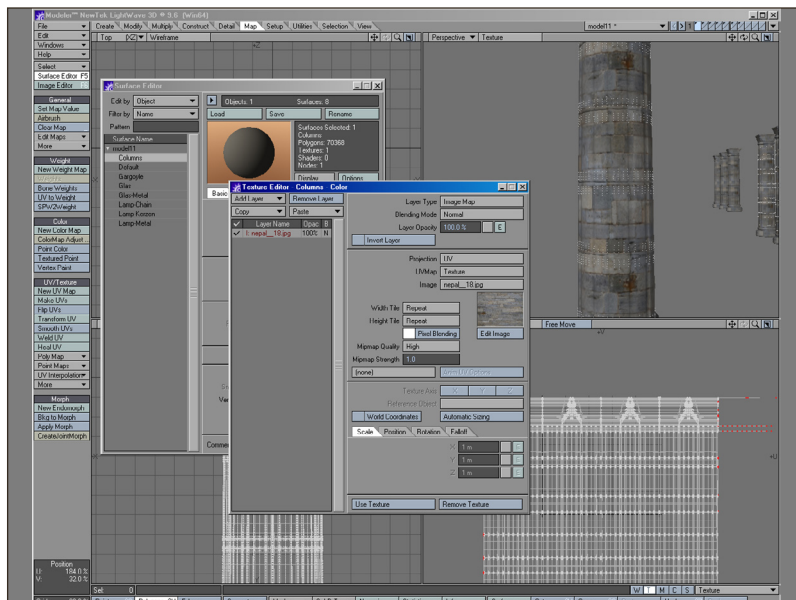 Modeler™ NewTek LightWave 3D ® 9.6 (Win64)
File
Create Modify Multiply Construct Detail Map Setup Utilities Selection View
model11 *
Edit
Top (XZ) Wireframe
Perspective Texture
Windows
Help
Select
Surface Editor F5
Image Editor
General
Set Map Value
Airbrush
Clear Map
Edit Maps
More
Weight
New Weight Map
Bone Weights
UV to Weight
SPW2Weight
Color
New Color Map
ColorMap Adjust...
Point Color
Textured Point
Vertex Paint
UV/Texture
New UV Map
Make UVs
Flip UVs
Transform UV
Smooth UVs
Weld UV
Heal UV
Poly Map
Point Maps
UV Interpolation
More
Morph
New Endomorph
Bkg to Morph
Apply Morph
CreateJointMorph
Position
U: 184.0 %
V: 32.0 %
Surface Editor
Edit by Object
Filter by Name
Pattern
Surface Name
model11
Columns
Default
Gargoyle
Glas
Glas-Metal
Lamp-Chain
Lamp-Metal
Objects: 1 Surfaces: 8
Load Save Rename
Surfaces Selected: 1
Columns:
Polygons: 70368
Textures: 1
Shaders: 0
Nodes: 1
Display Options
Basic
Texture Editor - Columns - Color
Add Layer Remove Layer
Copy Paste
Layer Name Opac B
nepal__18.jpg 100% N
Layer Type Image Map
Blending Mode Normal
Layer Opacity 100.0 % E
Invert Layer
Projection UV
UVMap Texture
Image nepal__18.jpg
Width Tile Repeat
Height Tile Repeat
Pixel Blending Edit Image
Mipmap Quality High
Mipmap Strength 1.0
(none)
Texture Axis X Y Z
Reference Object
World Coordinates Automatic Sizing
Scale Position Rotation Falloff
X 1 m E
Y 1 m E
Z 1 m E
Use Texture Remove Texture
Free Move
+U
Sel: 0
W T M C S Texture